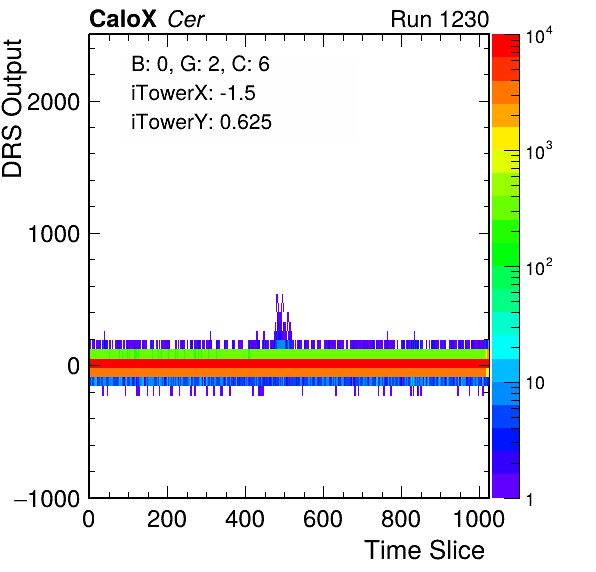 CaloX Cer
Run 1230
DRS Output
B: 0, G: 2, C: 6
iTowerX: -1.5
iTowerY: 0.625
2000
1000
0
−1000
0 200 400 600 800 1000
Time Slice
10⁴
10³
10²
10
1